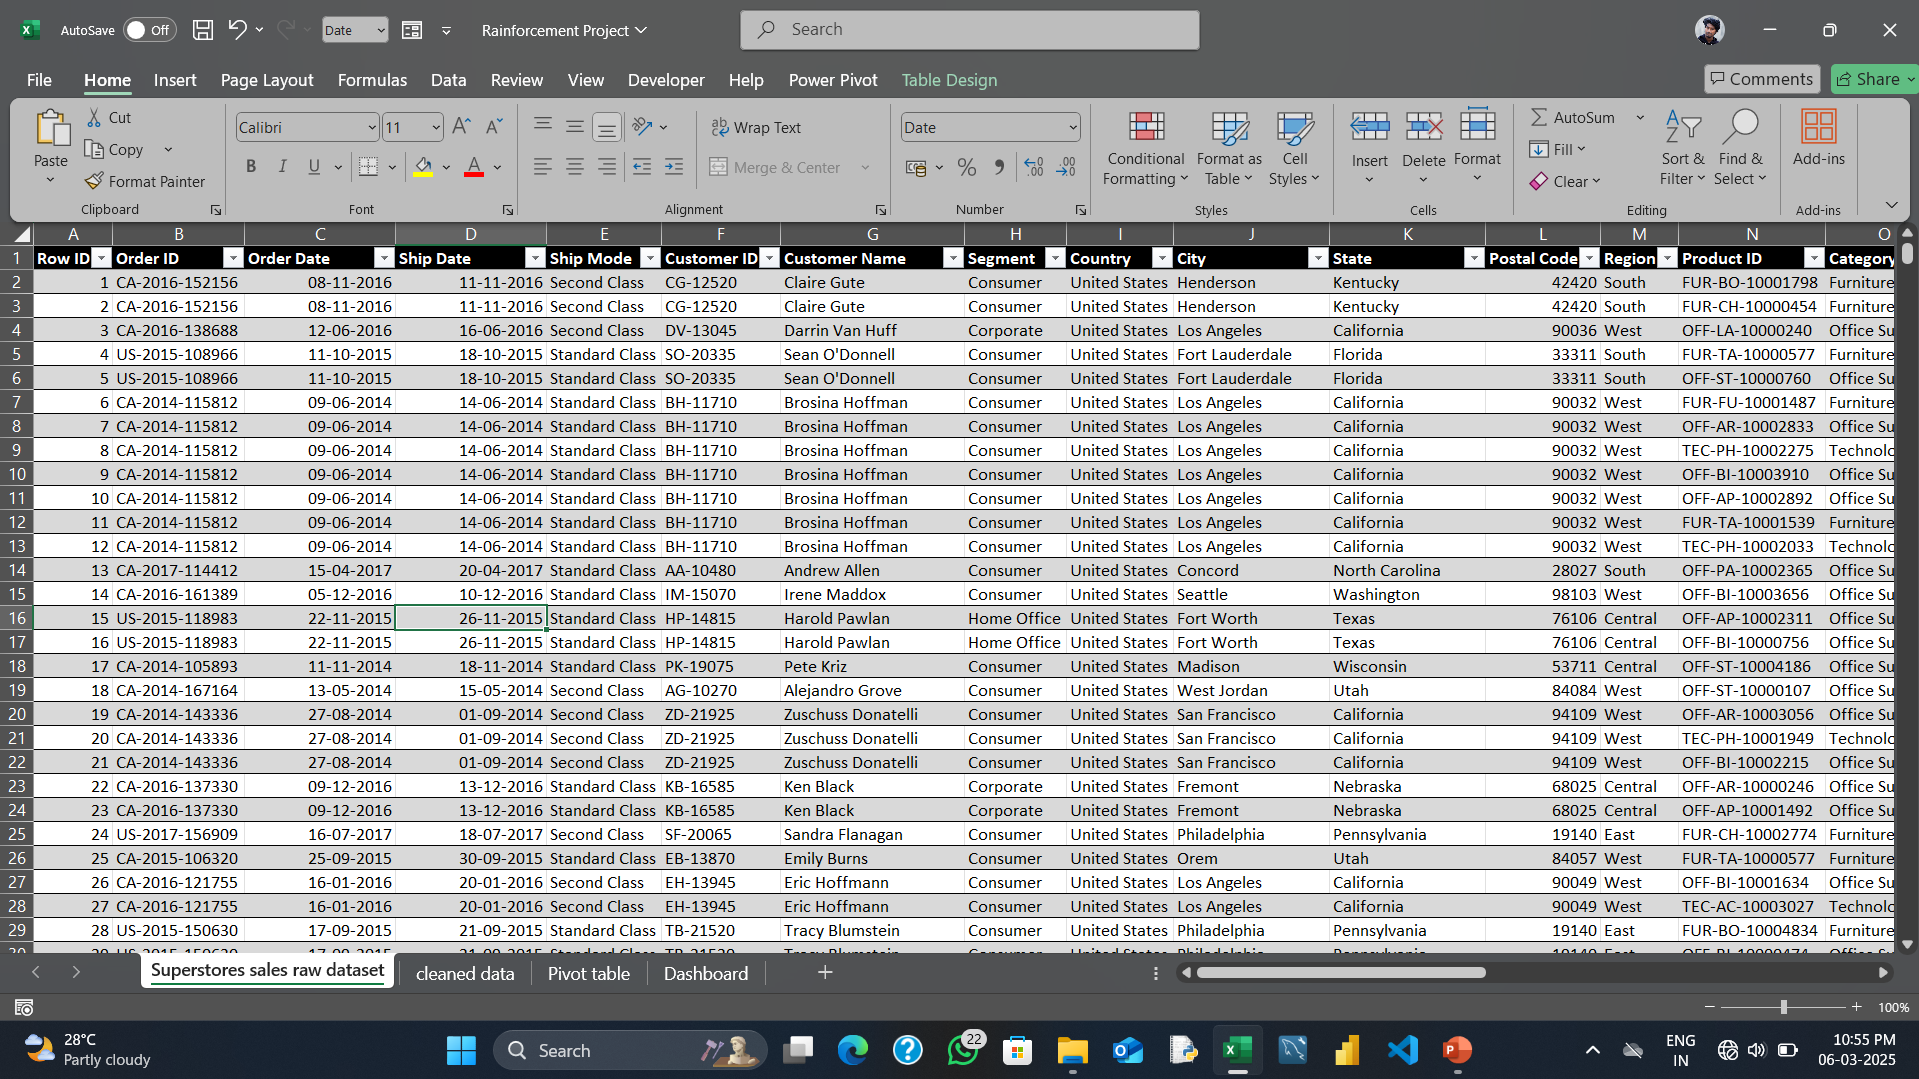 AutoSave Off Date Rainforcement Project Search
File Home Insert Page Layout Formulas Data Review View Developer Help Power Pivot Table Design Comments Share
Paste Cut Copy Format Painter Clipboard
Calibri 11 B I U A Font
Wrap Text Merge & Center Alignment
Date % Number
Conditional Formatting Format as Table Cell Styles Styles
Insert Delete Format Cells
AutoSum Fill Clear Sort & Filter Find & Select Editing
Add-ins Add-ins
A B C D E F G H I J K L M N O
1 Row ID Order ID Order Date Ship Date Ship Mode Customer ID Customer Name Segment Country City State Postal Code Region Product ID Category
2 1 CA-2016-152156 08-11-2016 11-11-2016 Second Class CG-12520 Claire Gute Consumer United States Henderson Kentucky 42420 South FUR-BO-10001798 Furniture
3 2 CA-2016-152156 08-11-2016 11-11-2016 Second Class CG-12520 Claire Gute Consumer United States Henderson Kentucky 42420 South FUR-CH-10000454 Furniture
4 3 CA-2016-138688 12-06-2016 16-06-2016 Second Class DV-13045 Darrin Van Huff Corporate United States Los Angeles California 90036 West OFF-LA-10000240 Office Su
5 4 US-2015-108966 11-10-2015 18-10-2015 Standard Class SO-20335 Sean O'Donnell Consumer United States Fort Lauderdale Florida 33311 South FUR-TA-10000577 Furniture
6 5 US-2015-108966 11-10-2015 18-10-2015 Standard Class SO-20335 Sean O'Donnell Consumer United States Fort Lauderdale Florida 33311 South OFF-ST-10000760 Office Su
7 6 CA-2014-115812 09-06-2014 14-06-2014 Standard Class BH-11710 Brosina Hoffman Consumer United States Los Angeles California 90032 West FUR-FU-10001487 Furniture
8 7 CA-2014-115812 09-06-2014 14-06-2014 Standard Class BH-11710 Brosina Hoffman Consumer United States Los Angeles California 90032 West OFF-AR-10002833 Office Su
9 8 CA-2014-115812 09-06-2014 14-06-2014 Standard Class BH-11710 Brosina Hoffman Consumer United States Los Angeles California 90032 West TEC-PH-10002275 Technolo
10 9 CA-2014-115812 09-06-2014 14-06-2014 Standard Class BH-11710 Brosina Hoffman Consumer United States Los Angeles California 90032 West OFF-BI-10003910 Office Su
11 10 CA-2014-115812 09-06-2014 14-06-2014 Standard Class BH-11710 Brosina Hoffman Consumer United States Los Angeles California 90032 West OFF-AP-10002892 Office Su
12 11 CA-2014-115812 09-06-2014 14-06-2014 Standard Class BH-11710 Brosina Hoffman Consumer United States Los Angeles California 90032 West FUR-TA-10001539 Furniture
13 12 CA-2014-115812 09-06-2014 14-06-2014 Standard Class BH-11710 Brosina Hoffman Consumer United States Los Angeles California 90032 West TEC-PH-10002033 Technolo
14 13 CA-2017-114412 15-04-2017 20-04-2017 Standard Class AA-10480 Andrew Allen Consumer United States Concord North Carolina 28027 South OFF-PA-10002365 Office Su
15 14 CA-2016-161389 05-12-2016 10-12-2016 Standard Class IM-15070 Irene Maddox Consumer United States Seattle Washington 98103 West OFF-BI-10003656 Office Su
16 15 US-2015-118983 22-11-2015 26-11-2015 Standard Class HP-14815 Harold Pawlan Home Office United States Fort Worth Texas 76106 Central OFF-AP-10002311 Office Su
17 16 US-2015-118983 22-11-2015 26-11-2015 Standard Class HP-14815 Harold Pawlan Home Office United States Fort Worth Texas 76106 Central OFF-BI-10000756 Office Su
18 17 CA-2014-105893 11-11-2014 18-11-2014 Standard Class PK-19075 Pete Kriz Consumer United States Madison Wisconsin 53711 Central OFF-ST-10004186 Office Su
19 18 CA-2014-167164 13-05-2014 15-05-2014 Second Class AG-10270 Alejandro Grove Consumer United States West Jordan Utah 84084 West OFF-ST-10000107 Office Su
20 19 CA-2014-143336 27-08-2014 01-09-2014 Second Class ZD-21925 Zuschuss Donatelli Consumer United States San Francisco California 94109 West OFF-AR-10003056 Office Su
21 20 CA-2014-143336 27-08-2014 01-09-2014 Second Class ZD-21925 Zuschuss Donatelli Consumer United States San Francisco California 94109 West TEC-PH-10001949 Technolo
22 21 CA-2014-143336 27-08-2014 01-09-2014 Second Class ZD-21925 Zuschuss Donatelli Consumer United States San Francisco California 94109 West OFF-BI-10002215 Office Su
23 22 CA-2016-137330 09-12-2016 13-12-2016 Standard Class KB-16585 Ken Black Corporate United States Fremont Nebraska 68025 Central OFF-AR-10000246 Office Su
24 23 CA-2016-137330 09-12-2016 13-12-2016 Standard Class KB-16585 Ken Black Corporate United States Fremont Nebraska 68025 Central OFF-AP-10001492 Office Su
25 24 US-2017-156909 16-07-2017 18-07-2017 Second Class SF-20065 Sandra Flanagan Consumer United States Philadelphia Pennsylvania 19140 East FUR-CH-10002774 Furniture
26 25 CA-2015-106320 25-09-2015 30-09-2015 Standard Class EB-13870 Emily Burns Consumer United States Orem Utah 84057 West FUR-TA-10000577 Furniture
27 26 CA-2016-121755 16-01-2016 20-01-2016 Second Class EH-13945 Eric Hoffmann Consumer United States Los Angeles California 90049 West OFF-BI-10001634 Office Su
28 27 CA-2016-121755 16-01-2016 20-01-2016 Second Class EH-13945 Eric Hoffmann Consumer United States Los Angeles California 90049 West TEC-AC-10003027 Technolo
29 28 US-2015-150630 17-09-2015 21-09-2015 Standard Class TB-21520 Tracy Blumstein Consumer United States Philadelphia Pennsylvania 19140 East FUR-BO-10004834 Furniture
Superstores sales raw dataset cleaned data Pivot table Dashboard
100%
28°C
Partly cloudy
Search
22
ENG
IN
10:55 PM
06-03-2025